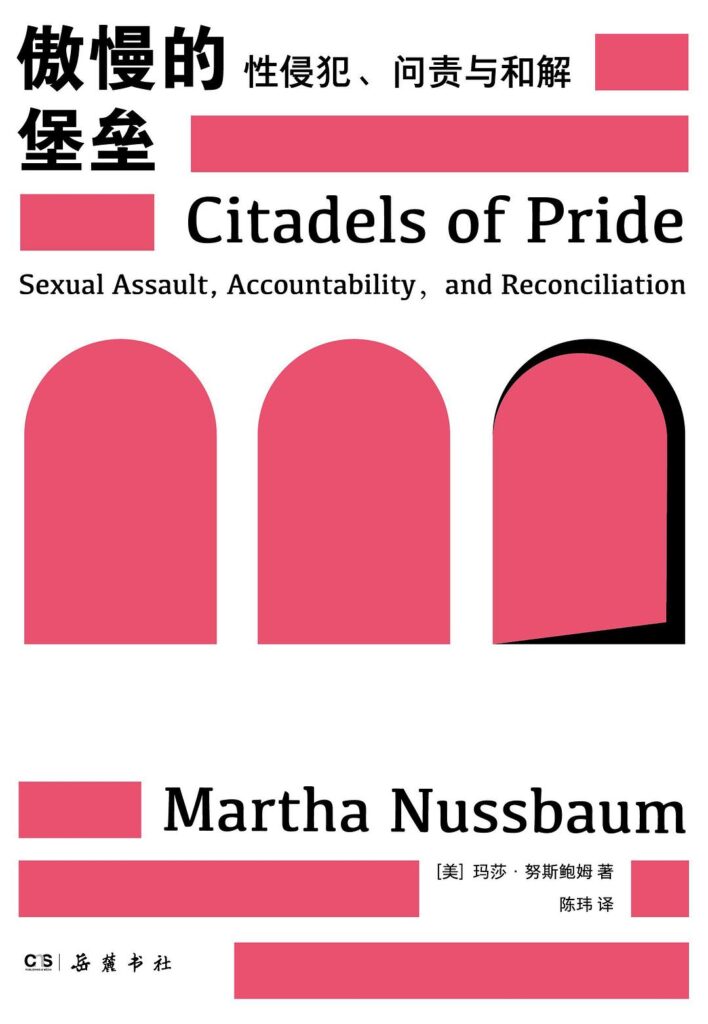 傲慢的
堡垒
性侵犯、问责与和解
Citadels of Pride
Sexual Assault, Accountability, and Reconciliation
Martha Nussbaum
[美] 玛莎·努斯鲍姆 著
陈玮 译
岳麓书社